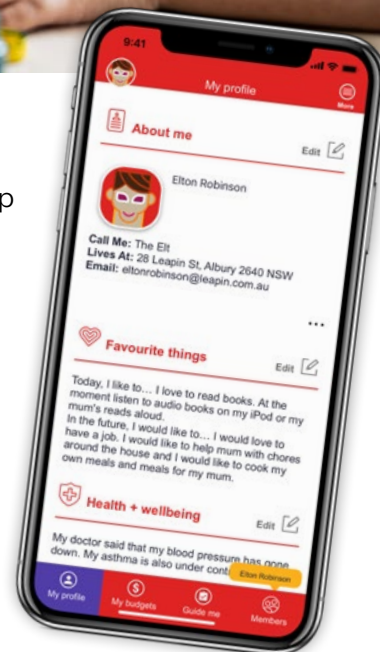 p
9:41
My profile
More
About me
Edit
Elton Robinson
Call Me: The Elt
Lives At: 28 Leapin St, Albury 2640 NSW
Email: eltonrobinson@leapin.com.au
...
Favourite things
Edit
Today, I like to... I love to read books. At the
moment listen to audio books on my iPod or my
mum's reads aloud.
In the future, I would like to... I would love to
have a job. I would like to help mum with chores
around the house and I would like to cook my
own meals and meals for my mum.
Health + wellbeing
Edit
My doctor said that my blood pressure has gone
down. My asthma is also under
Elton Robinson
My profile
My budgets
Guide me
Members